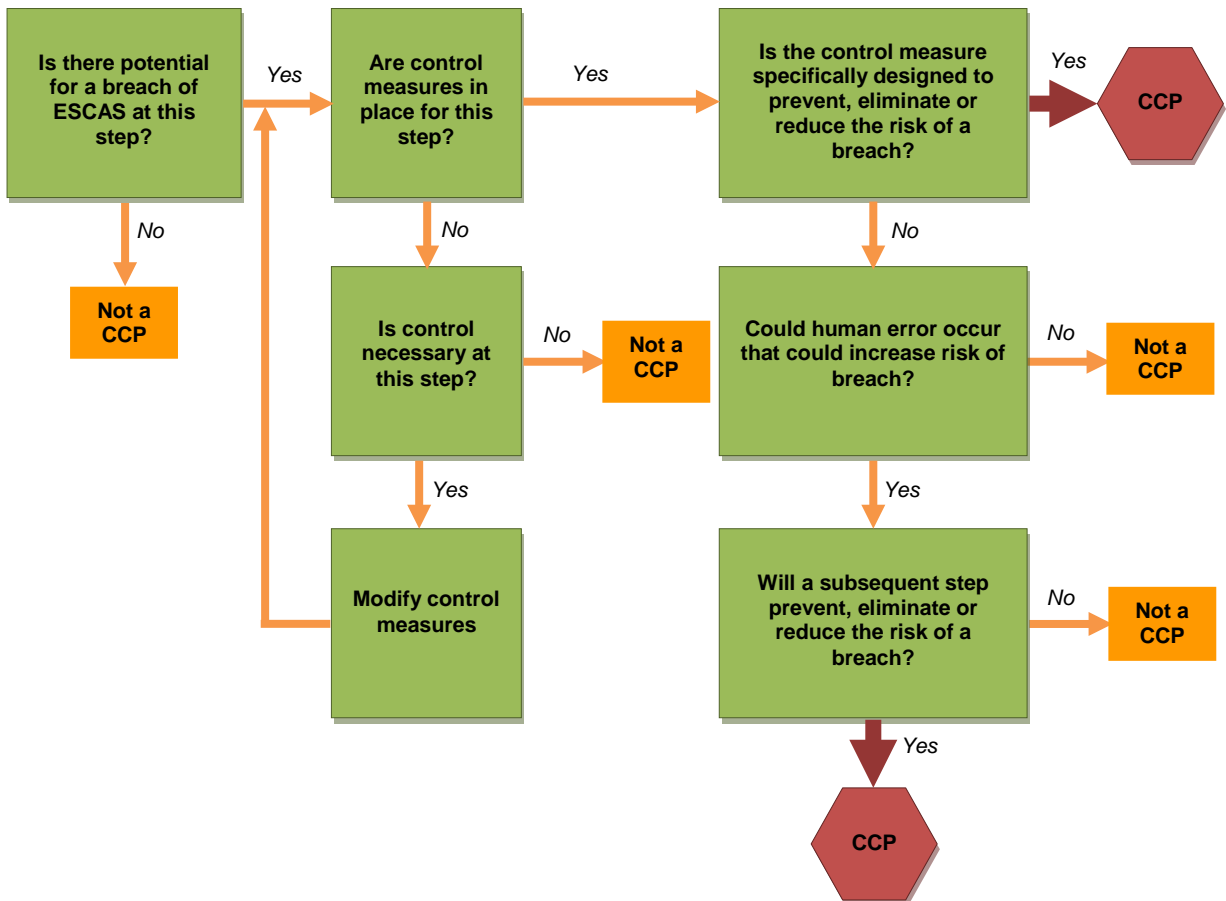 Is there potential
for a breach of
ESCAS at this
step?
Yes
Are control
measures in
place for this
step?
Yes
Is the control measure
specifically designed to
prevent, eliminate or
reduce the risk of a
breach?
Yes
CCP
No
Not a
CCP
No
Is control
necessary at
this step?
No
Not a
CCP
No
Could human error occur
that could increase risk of
breach?
No
Not a
CCP
Yes
Modify control
measures
Yes
Will a subsequent step
prevent, eliminate or
reduce the risk of a
breach?
No
Not a
CCP
Yes
CCP